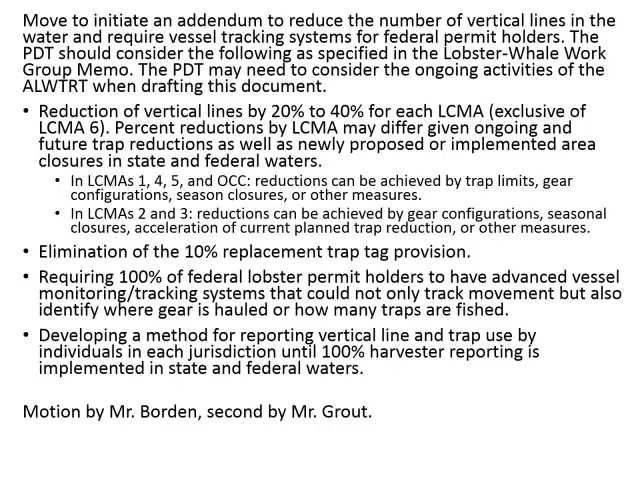 Move to initiate an addendum to reduce the number of vertical lines in the
water and require vessel tracking systems for federal permit holders. The
PDT should consider the following as specified in the Lobster-Whale Work
Group Memo. The PDT may need to consider the ongoing activities of the
ALWTRT when drafting this document.
• Reduction of vertical lines by 20% to 40% for each LCMA (exclusive of
LCMA 6). Percent reductions by LCMA may differ given ongoing and
future trap reductions as well as newly proposed or implemented area
closures in state and federal waters.
• In LCMAs 1, 4, 5, and OCC: reductions can be achieved by trap limits, gear
configurations, season closures, or other measures.
• In LCMAs 2 and 3: reductions can be achieved by gear configurations, seasonal
closures, acceleration of current planned trap reduction, or other measures.
• Elimination of the 10% replacement trap tag provision.
• Requiring 100% of federal lobster permit holders to have advanced vessel
monitoring/tracking systems that could not only track movement but also
identify where gear is hauled or how many traps are fished.
• Developing a method for reporting vertical line and trap use by
individuals in each jurisdiction until 100% harvester reporting is
implemented in state and federal waters.
Motion by Mr. Borden, second by Mr. Grout.